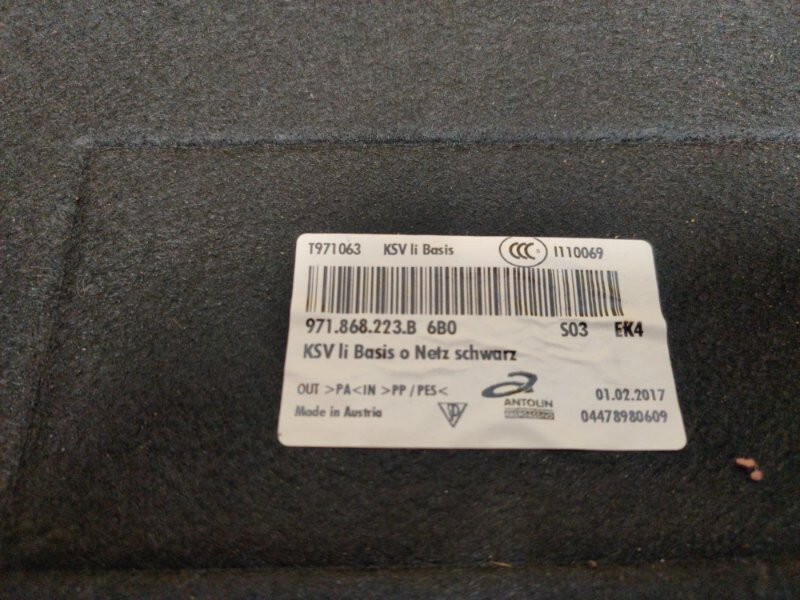 T971063 KSV li Basis CCC S I110069
971.868.223.B 6B0 S03 EK4
KSV li Basis o Netz schwarz
OUT >PA<IN >PP/PES< ANTOLIN 01.02.2017
Made in Austria 04478980609